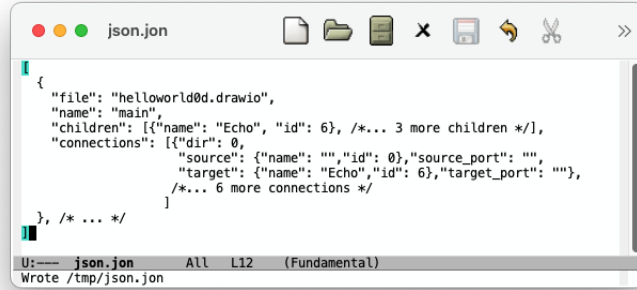 json.jon
[
  {
    "file": "helloworld0d.drawio",
    "name": "main",
    "children": [{"name": "Echo", "id": 6}, /*... 3 more children */],
    "connections": [{"dir": 0,
                     "source": {"name": "","id": 0},"source_port": "",
                     "target": {"name": "Echo","id": 6},"target_port": ""},
                    /*... 6 more connections */
                   ]
  }, /* ... */
]
U:---  json.jon       All   L12    (Fundamental)
Wrote /tmp/json.jon